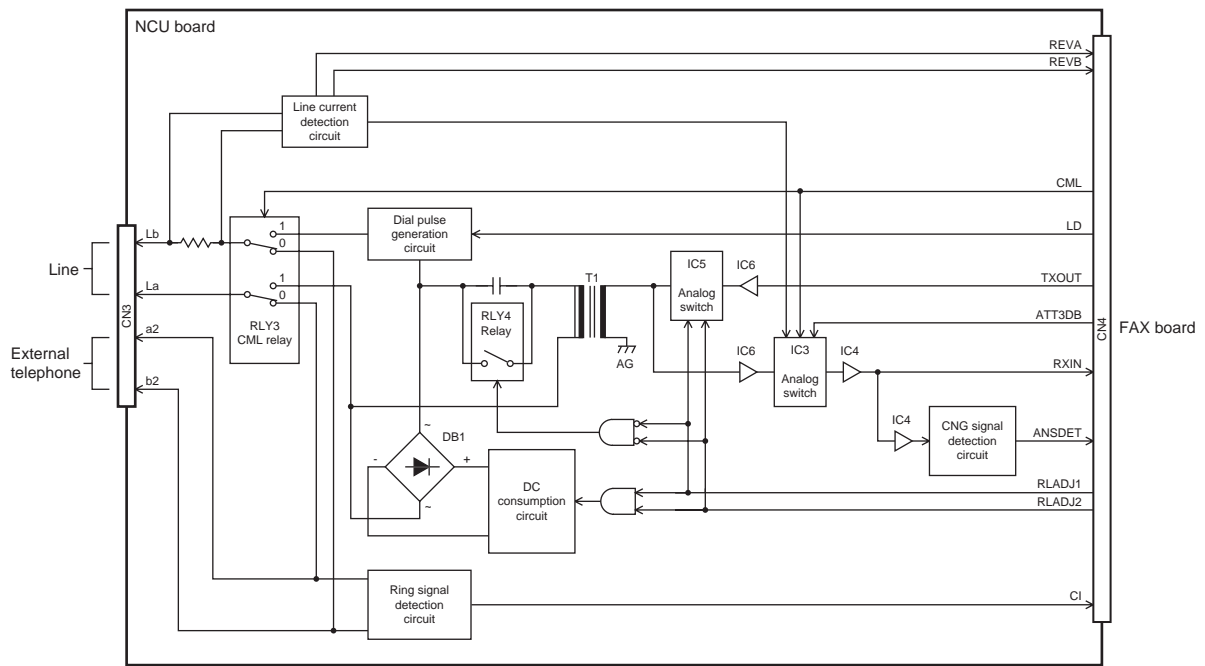 NCU board
REVA
REVB
Line current
detection
circuit
CML
LD
Dial pulse
generation
circuit
Lb
1
0
Line
La
1
0
CN3
RLY3
CML relay
a2
External
telephone
b2
RLY4
Relay
T1
AG
IC5
Analog
switch
IC6
TXOUT
ATT3DB
CN4
FAX board
IC6
IC3
Analog
switch
IC4
RXIN
IC4
CNG signal
detection
circuit
ANSDET
~
DB1
-
+
~
DC
consumption
circuit
RLADJ1
RLADJ2
Ring signal
detection
circuit
CI